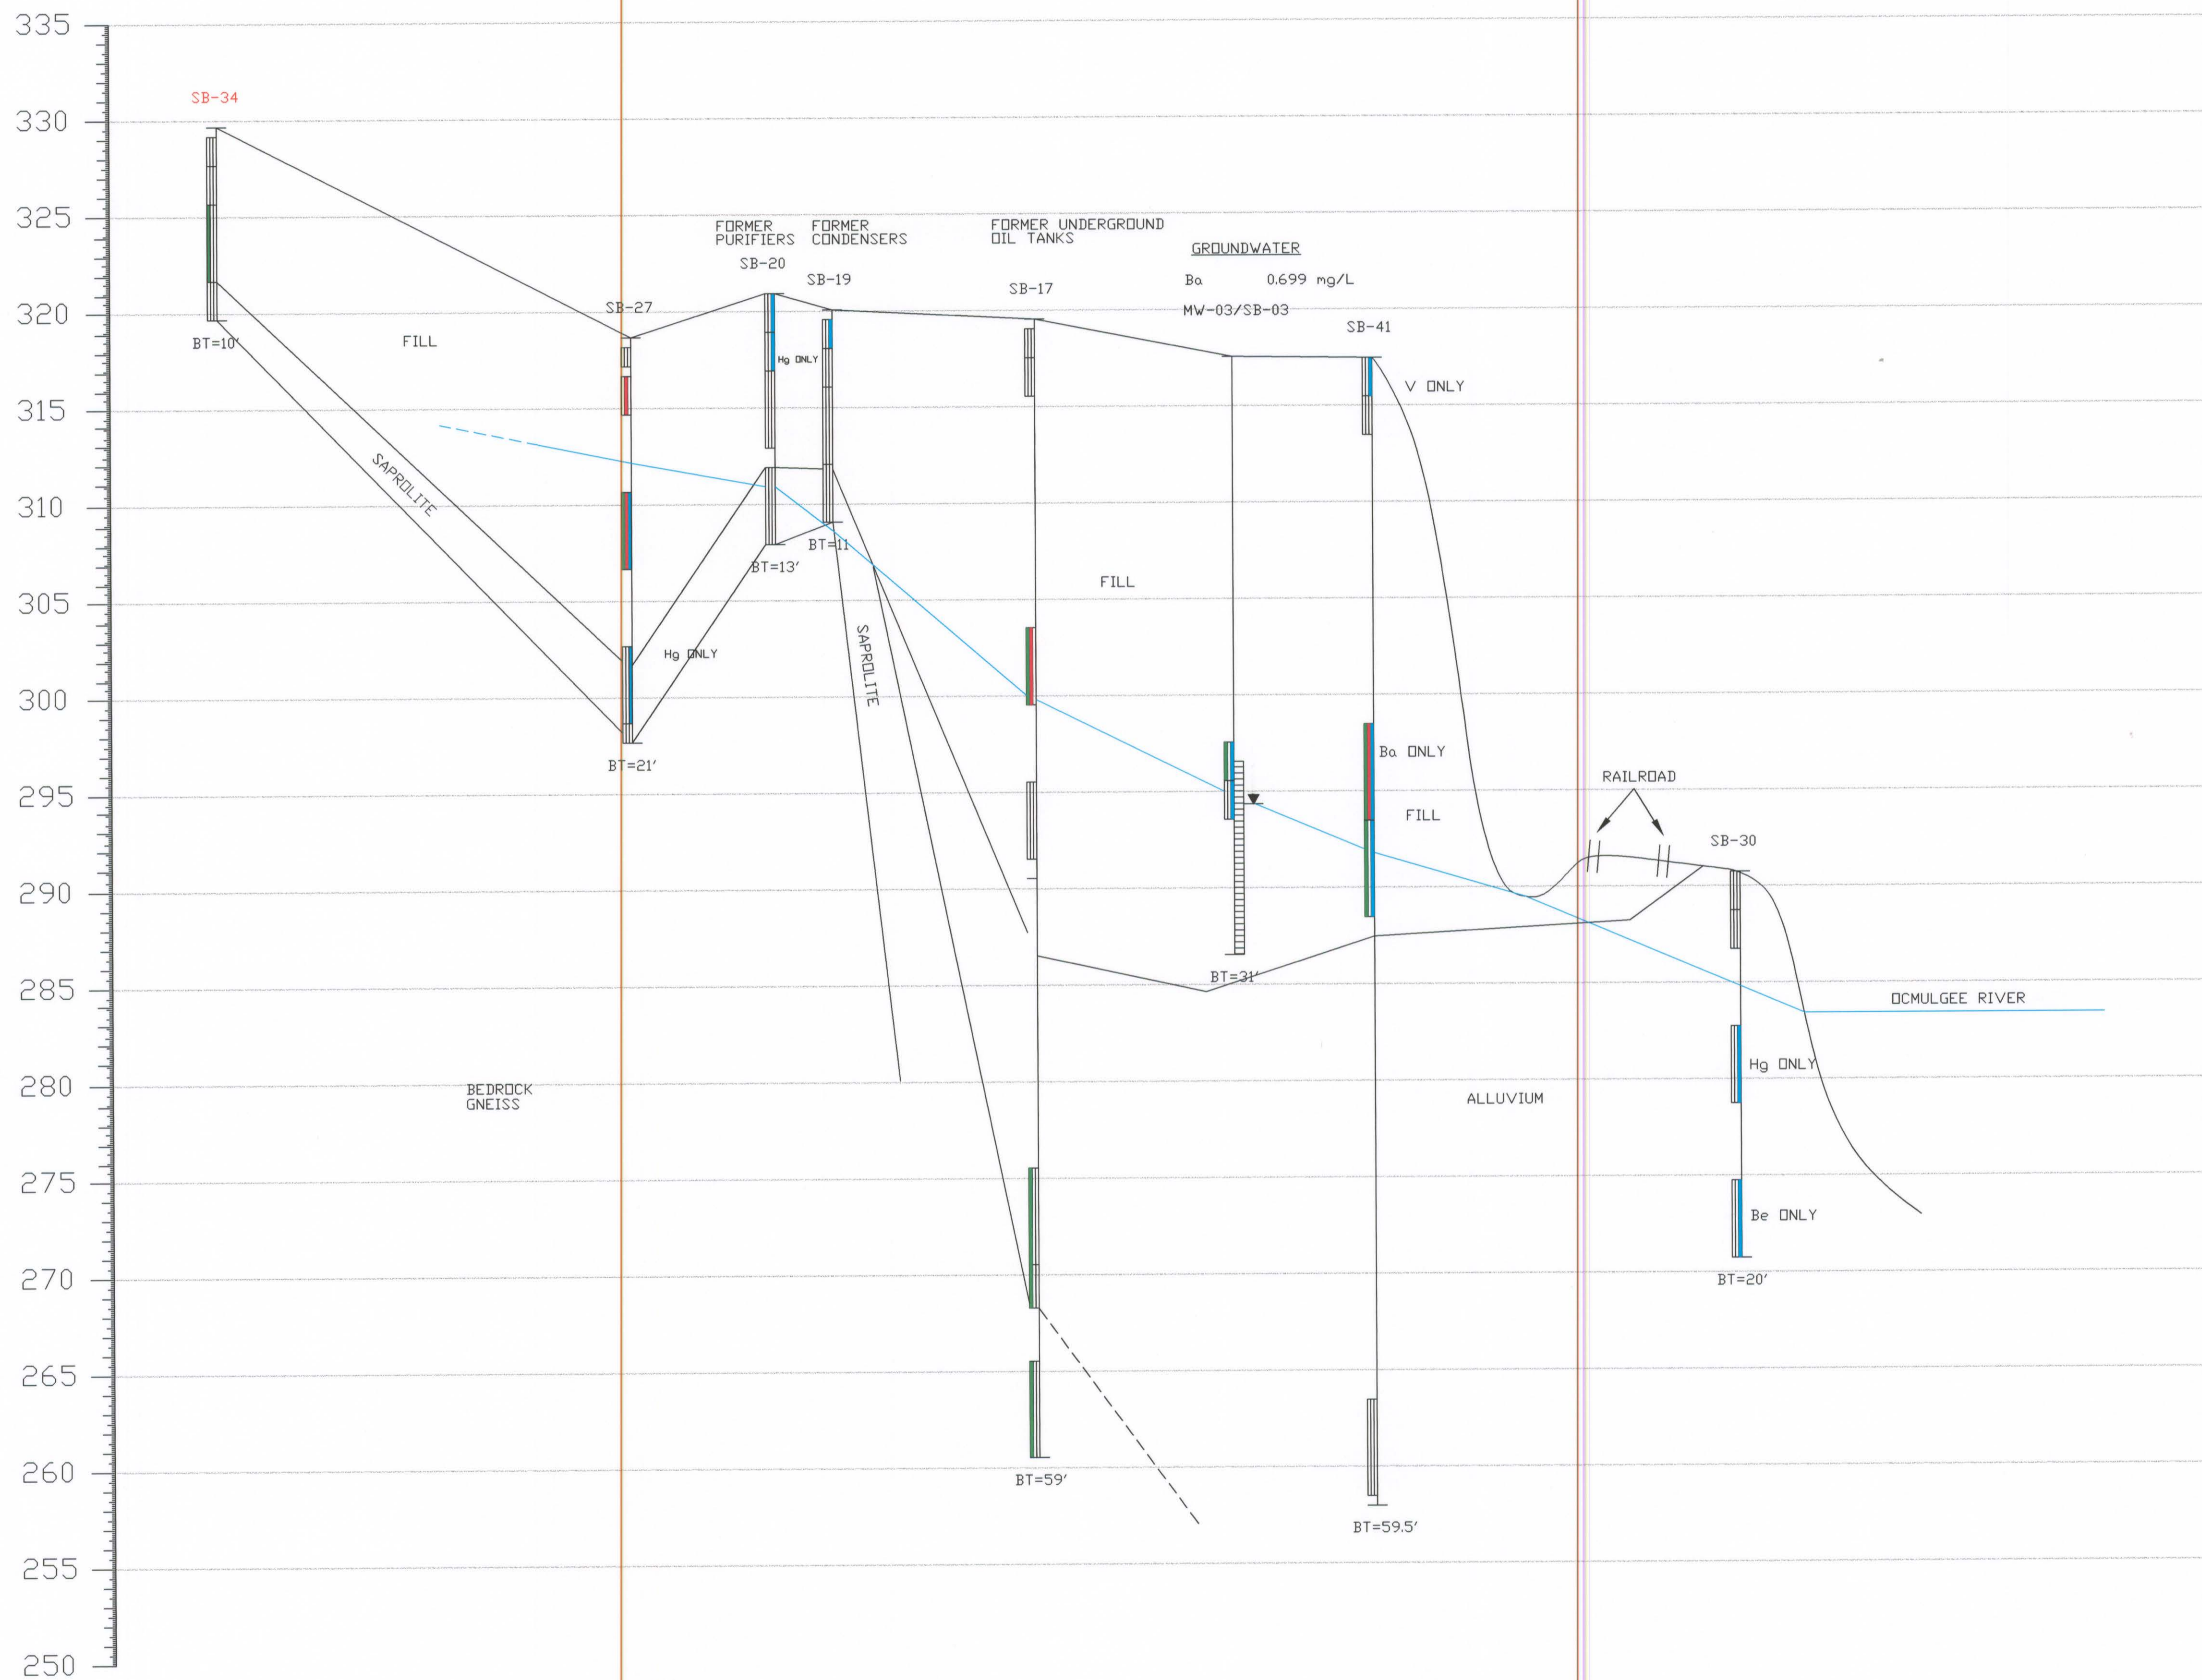 335
SB-34
330
325
FORMER
PURIFIERS
FORMER
CONDENSERS
FORMER UNDERGROUND
OIL TANKS
GROUNDWATER
SB-20
SB-19
Ba 0.699 mg/L
SB-17
SB-27
MW-03/SB-03
320
SB-41
BT=10'
FILL
Hg ONLY
V ONLY
315
SAPROLITE
310
BT=11
BT=13'
FILL
305
SAPROLITE
Hg ONLY
300
Ba ONLY
BT=21'
RAILROAD
295
FILL
SB-30
290
BT=31'
285
OCMULGEE RIVER
Hg ONLY
280
BEDROCK
GNEISS
ALLUVIUM
275
Be ONLY
270
BT=20'
265
260
BT=59'
BT=59.5'
255
250